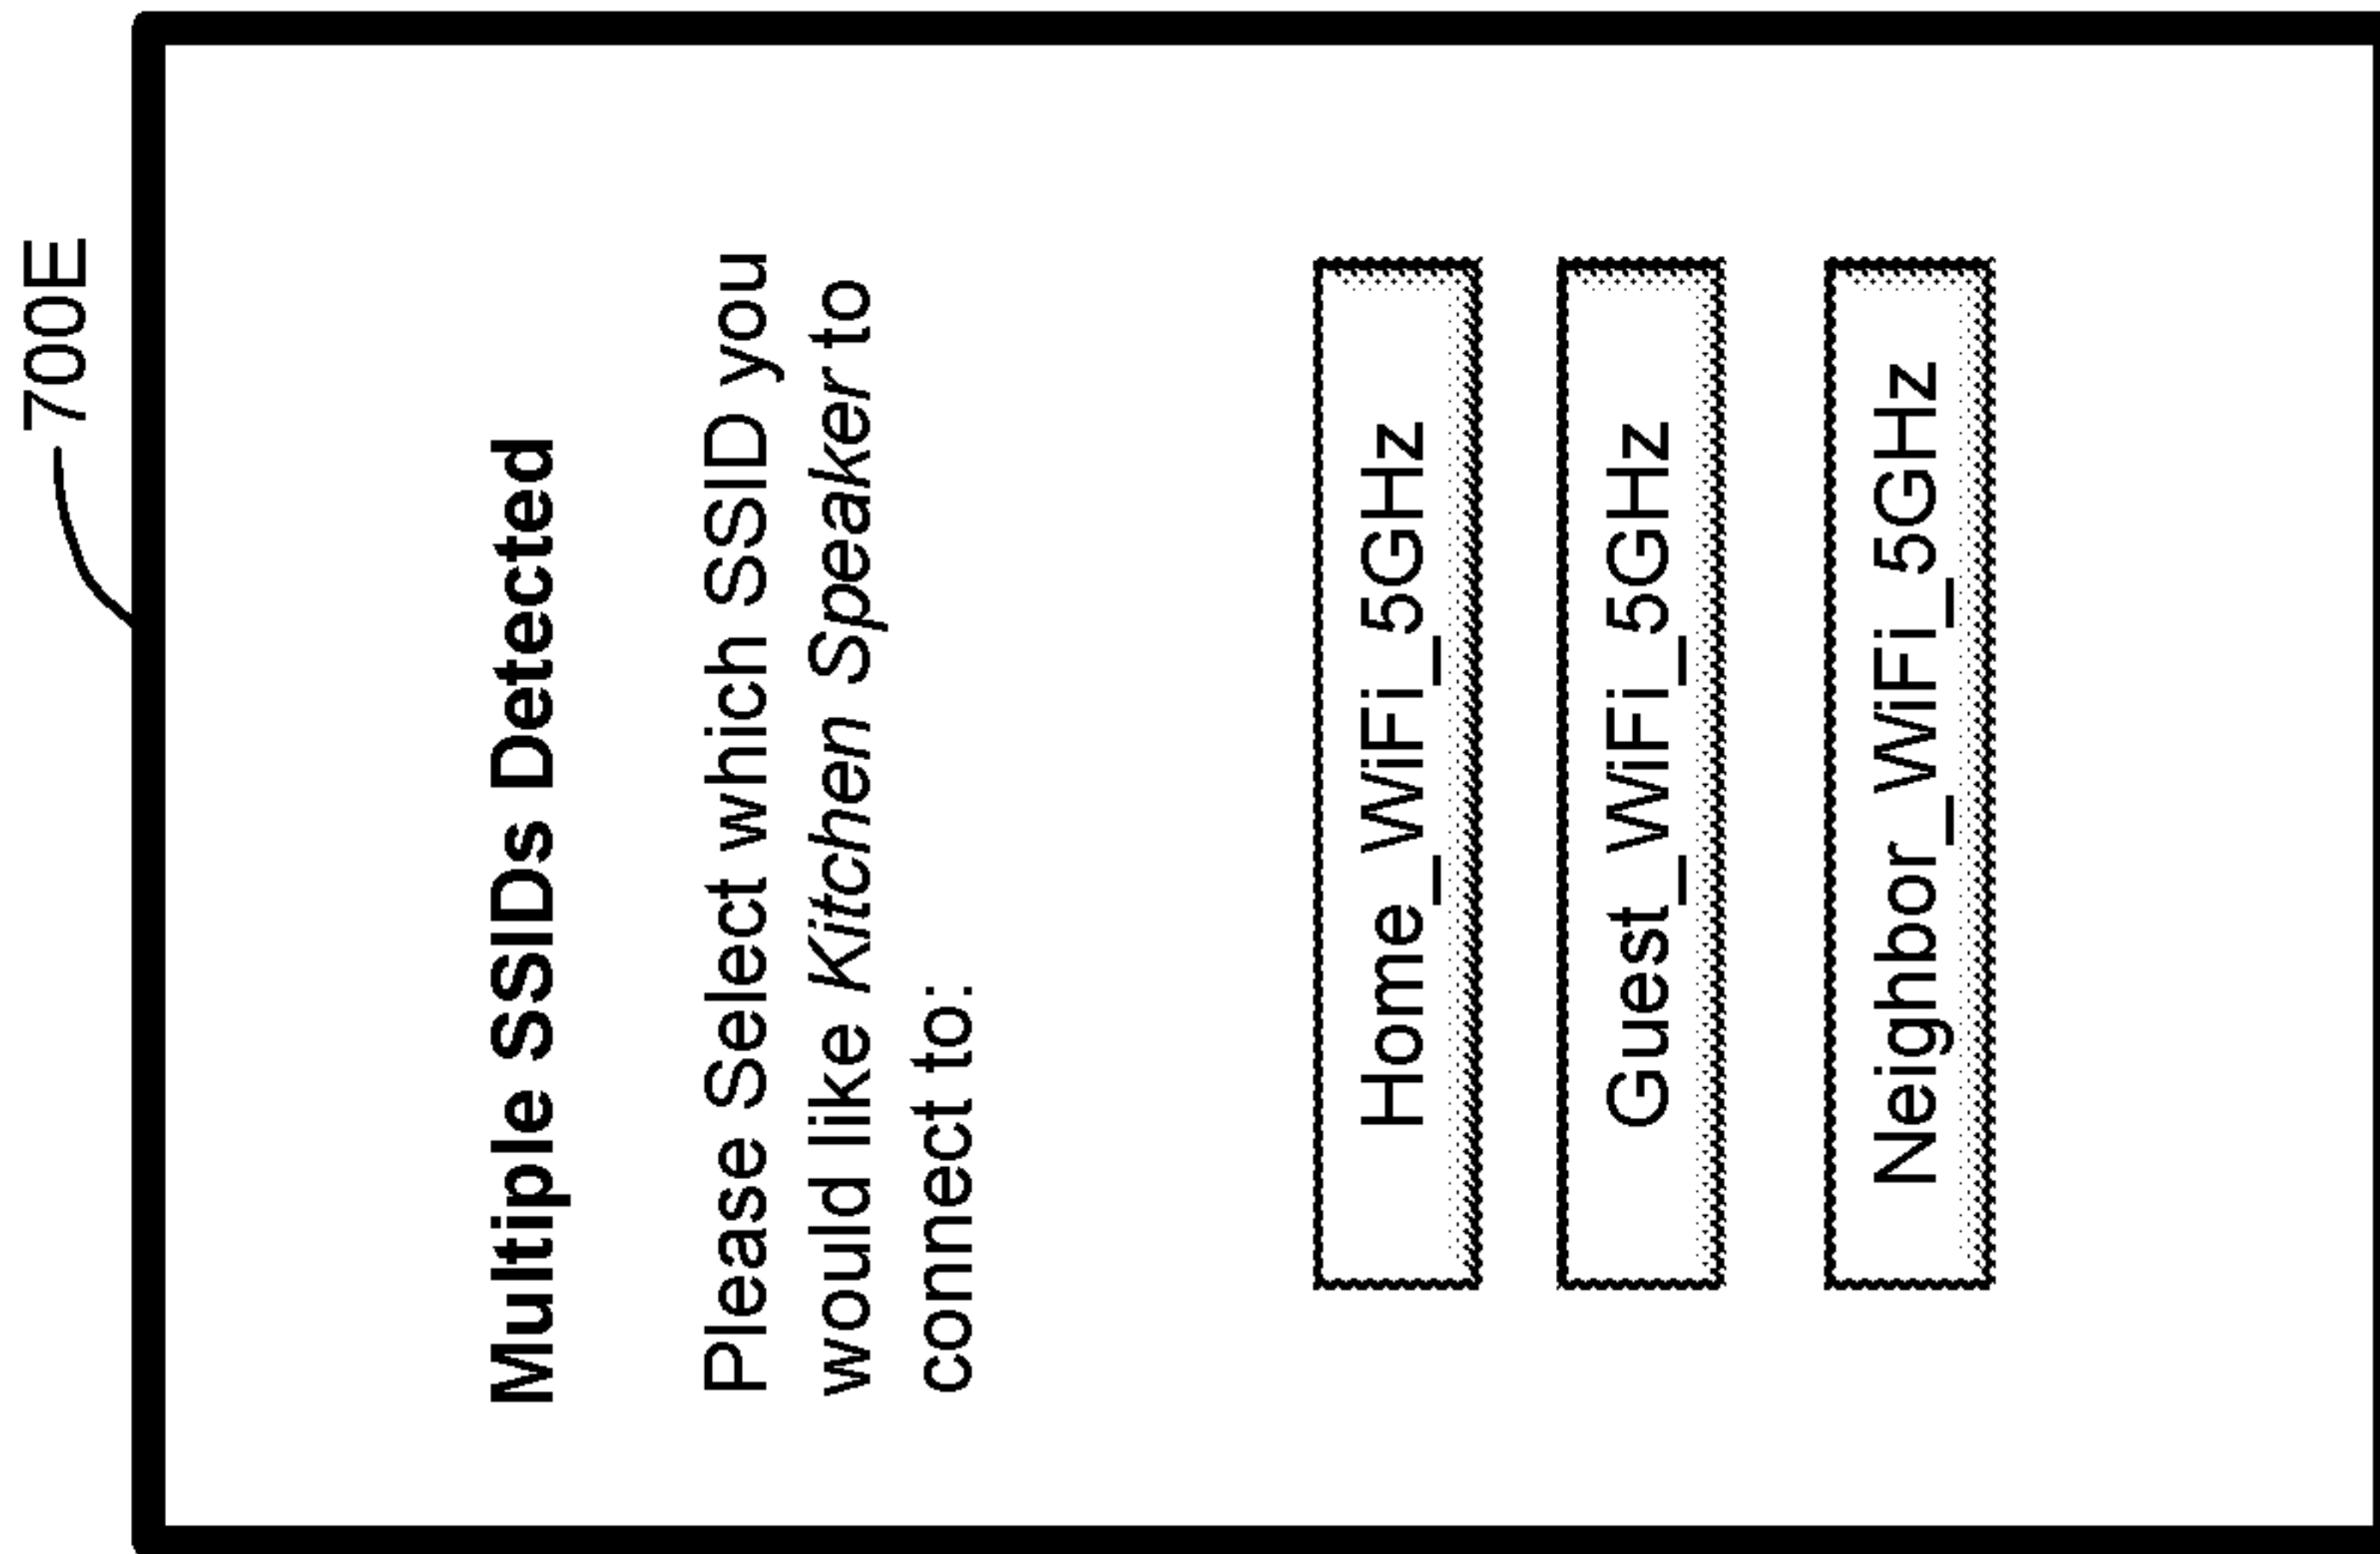 700E
Multiple SSIDs Detected
Please Select which SSID you
would like Kitchen Speaker to
connect to:
Home_WiFi_5GHz
Guest_WiFi_5GHz
Neighbor_WiFi_5GHz